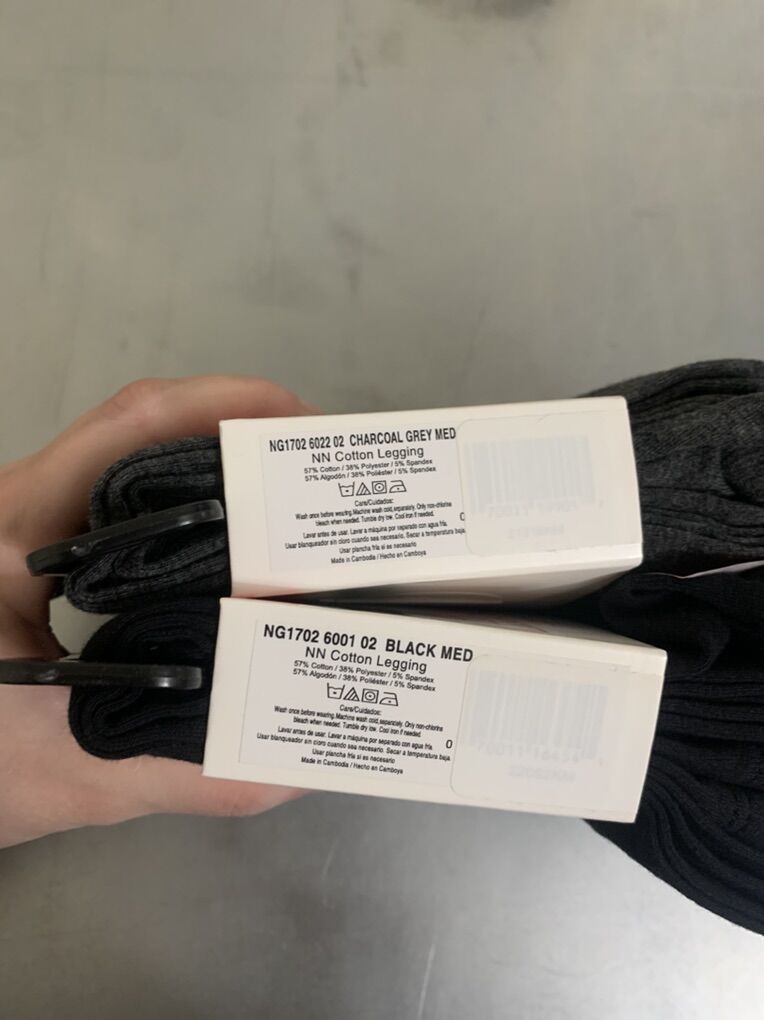 NG1702 6022 02 CHARCOAL GREY MED
NN Cotton Legging
57% Cotton / 38% Polyester / 5% Spandex
57% Algodón / 38% Poliéster / 5% Spandex
Care/Cuidados:
Wash once before wearing. Machine wash cold, separately. Only non-chlorine
bleach when needed. Tumble dry low. Cool iron if needed.
Lavar antes de usar. Lavar a máquina por separado con agua fría.
Usar blanqueador sin cloro cuando sea necesario. Secar a temperatura baja
Usar plancha fría si es necesario
Made in Cambodia / Hecho en Camboya
NG1702 6001 02 BLACK MED
NN Cotton Legging
57% Cotton / 38% Polyester / 5% Spandex
57% Algodón / 38% Poliéster / 5% Spandex
Care/Cuidados:
Wash once before wearing. Machine wash cold, separately. Only non-chlorine
bleach when needed. Tumble dry low. Cool iron if needed.
Lavar antes de usar. Lavar a máquina por separado con agua fría.
0
Usar blanqueador sin cloro cuando sea necesario. Secar a temperatura baja
Usar plancha fría si es necesario
Made in Cambodia / Hecho en Camboya